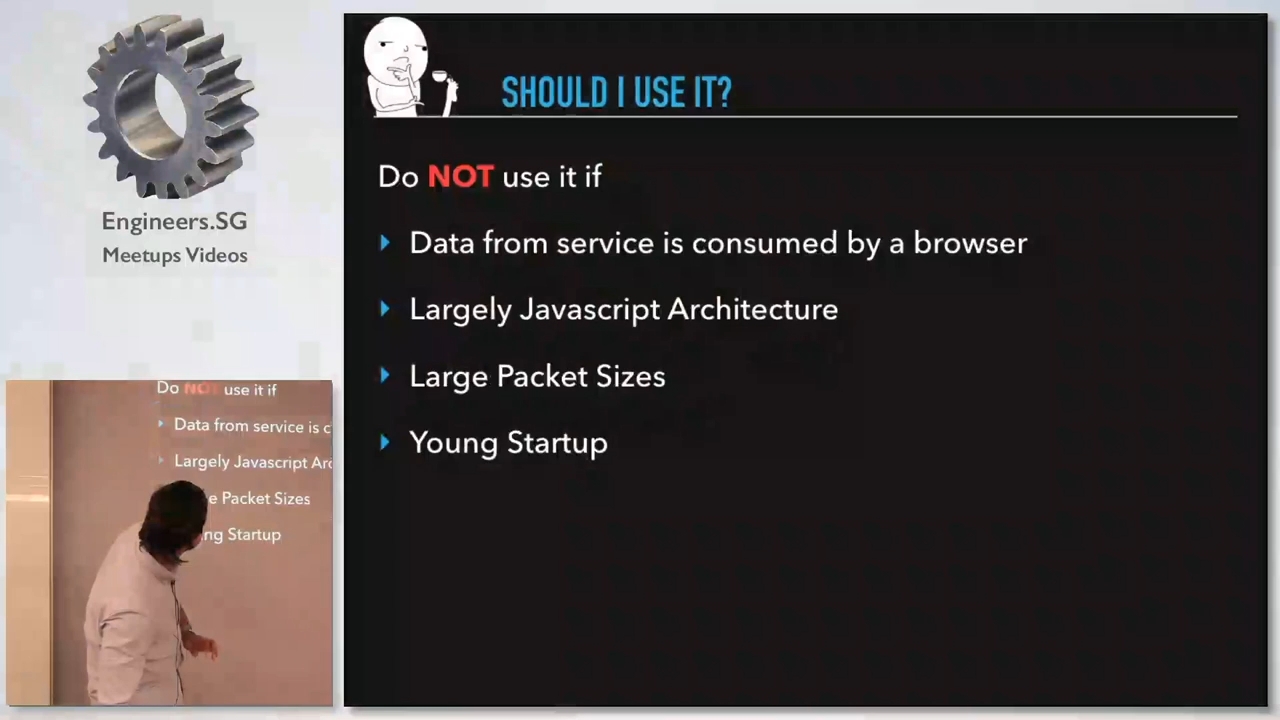 Engineers.SG
Meetups Videos
SHOULD I USE IT?
Do NOT use it if
Data from service is consumed by a browser
Largely Javascript Architecture
Large Packet Sizes
Young Startup
Do NOT use it if
Data from service is c
Largely Javascript Arc
e Packet Sizes
ng Startup